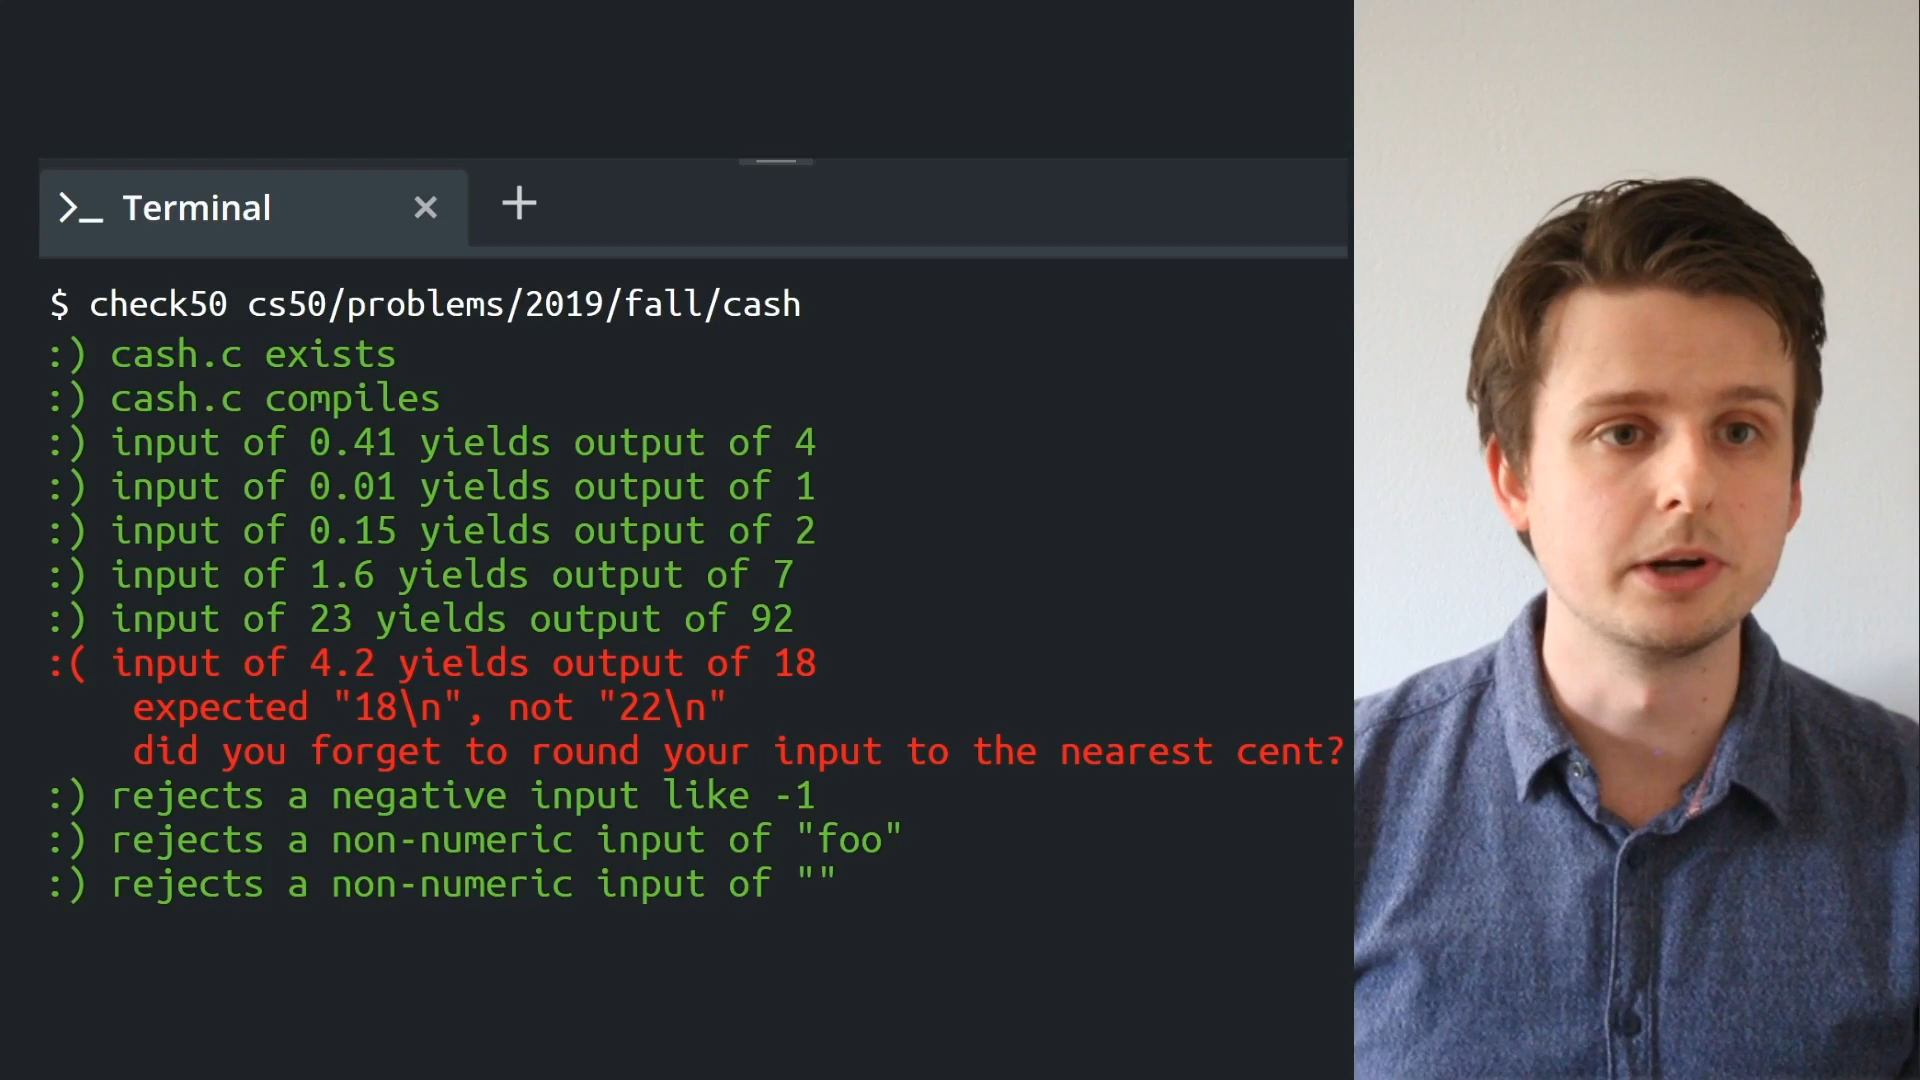 >_ Terminal × +
$ check50 cs50/problems/2019/fall/cash
:) cash.c exists
:) cash.c compiles
:) input of 0.41 yields output of 4
:) input of 0.01 yields output of 1
:) input of 0.15 yields output of 2
:) input of 1.6 yields output of 7
:) input of 23 yields output of 92
:( input of 4.2 yields output of 18
expected "18\n", not "22\n"
did you forget to round your input to the nearest cent?
:) rejects a negative input like -1
:) rejects a non-numeric input of "foo"
:) rejects a non-numeric input of ""